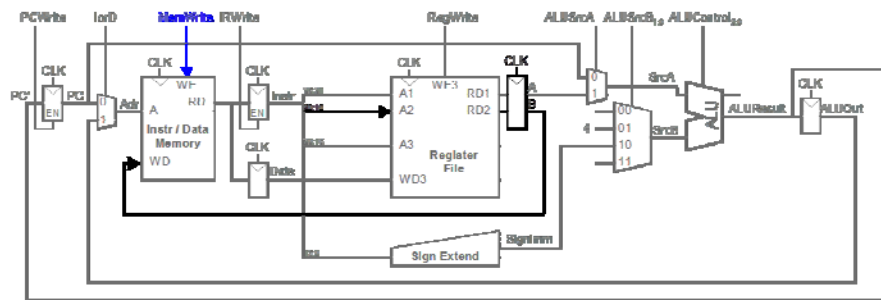 PCWrite IorD MemWrite IRWrite RegWrite ALUSrcA ALUSrcB1:0 ALUControl2:0
CLK CLK CLK CLK CLK CLK
PC' PC 0 1 Adr A WE RD Instr A1 WE3 RD1 A 0 1 SrcA
EN EN A2 RD2 B 00
Instr / Data Memory
4 01 SrcB ALU ALUResult ALUOut
WD CLK A3 10
Data Register File 11
WD3
SignImm
Sign Extend